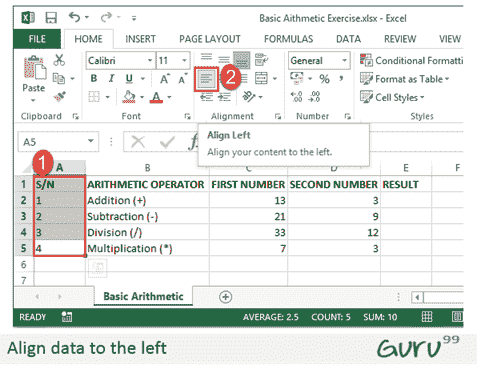 Basic Aithmetic Exercise.xlsx - Excel
FILE HOME INSERT PAGE LAYOUT FORMULAS DATA REVIEW VIEW
Calibri 11 General Conditional Formatti
Paste B I U A A % , Format as Table
Cell Styles
Clipboard Font Alignment Number Styles
2
A5
Align Left
Align your content to the left.
1
A B C D E F
1 S/N ARITHMETIC OPERATOR FIRST NUMBER SECOND NUMBER RESULT
2 1 Addition (+) 13 3
3 2 Subtraction (-) 21 9
4 3 Division (/) 33 12
5 4 Multiplication (*) 7 3
6
7
Basic Arithmetic
READY AVERAGE: 2.5 COUNT: 5 SUM: 10
Align data to the left
Guru99